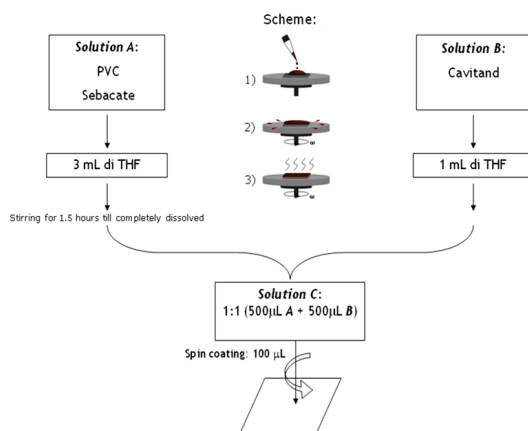 Scheme:
Solution A:
PVC
Sebacate
Solution B:
Cavitand
1)
2)
3)
3 mL di THF
1 mL di THF
Stirring for 1.5 hours till completely dissolved
Solution C:
1:1 (500μL A + 500μL B)
Spin coating: 100 μL